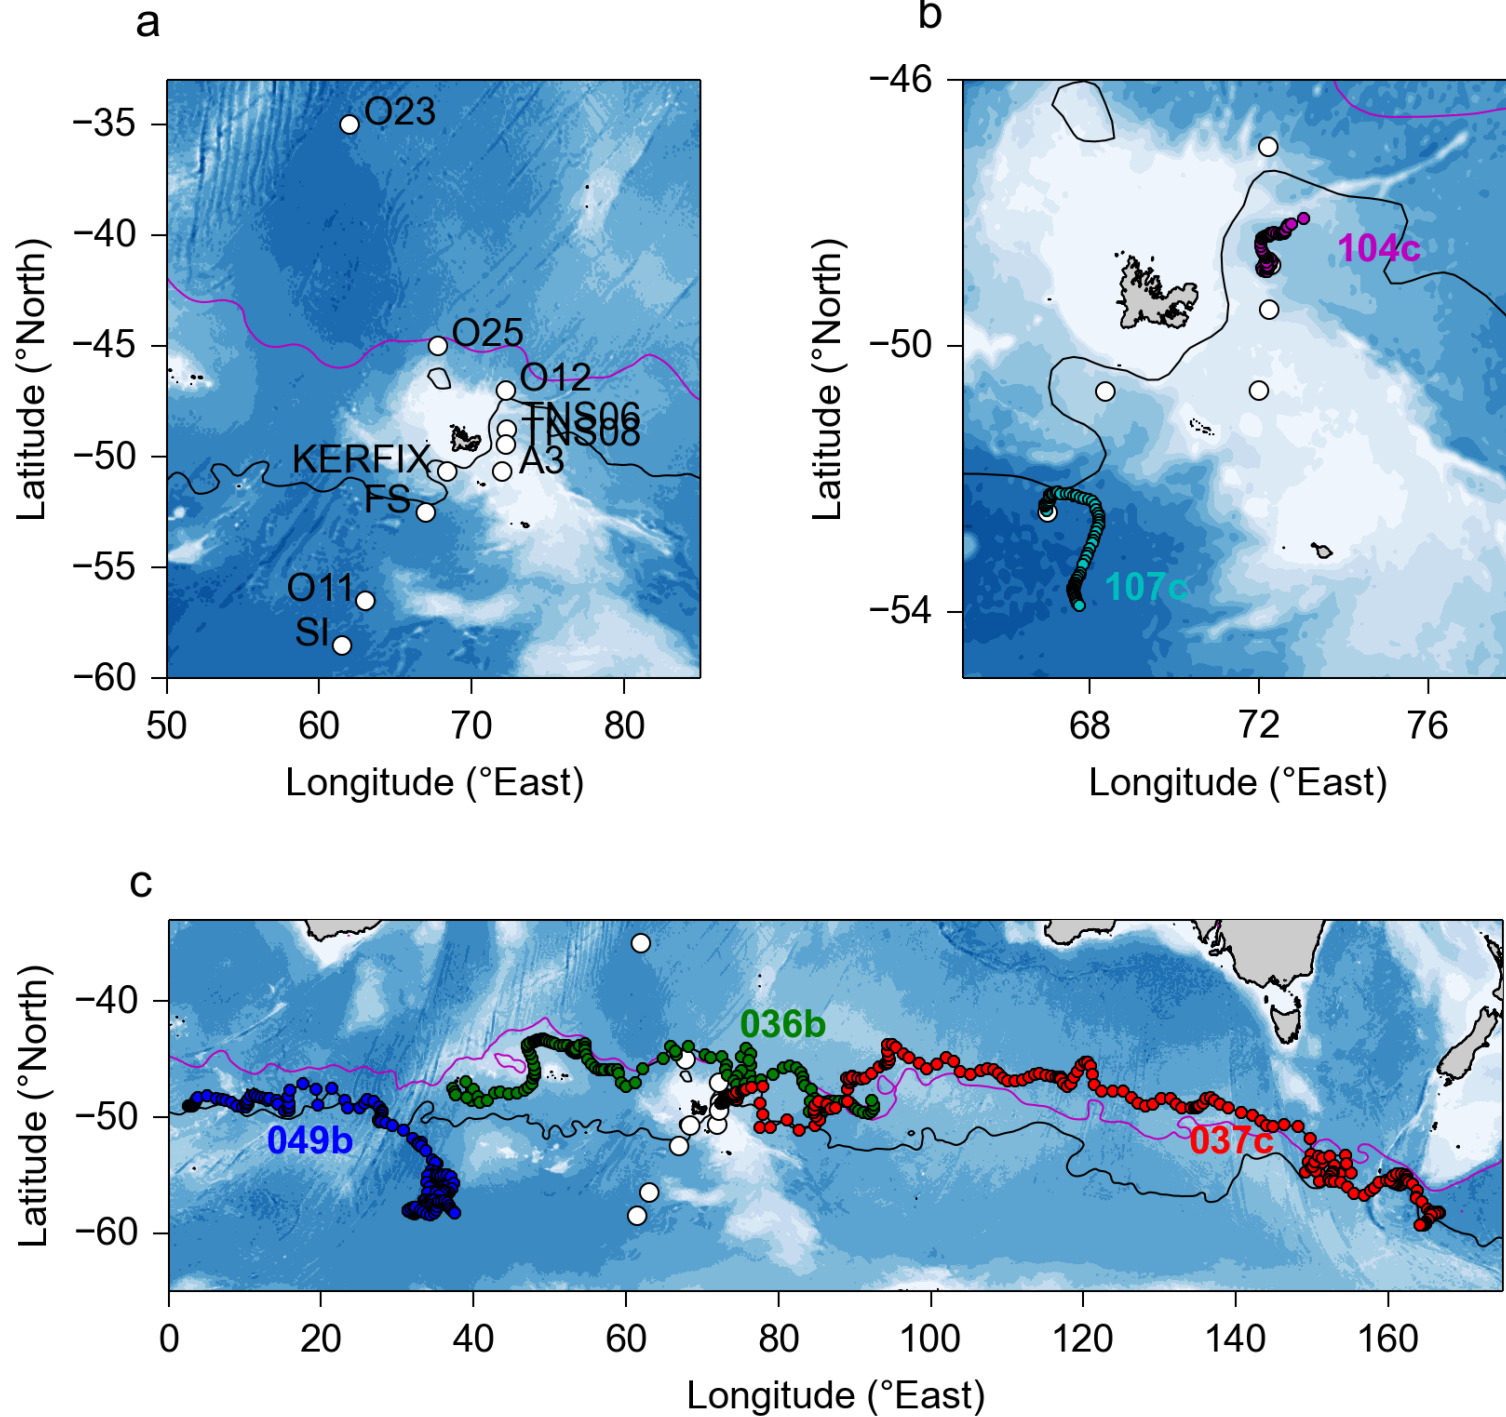 a
−35
−40
−45
−50
−55
−60
50
60
70
80
Latitude (°North)
Longitude (°East)
O23
O25
O12
TNS06
TNS08
KERFIX
A3
FS
O11
SI
b
−46
−50
−54
68
72
76
Latitude (°North)
Longitude (°East)
104c
107c
c
−40
−50
−60
0
20
40
60
80
100
120
140
160
Latitude (°North)
Longitude (°East)
036b
049b
037c